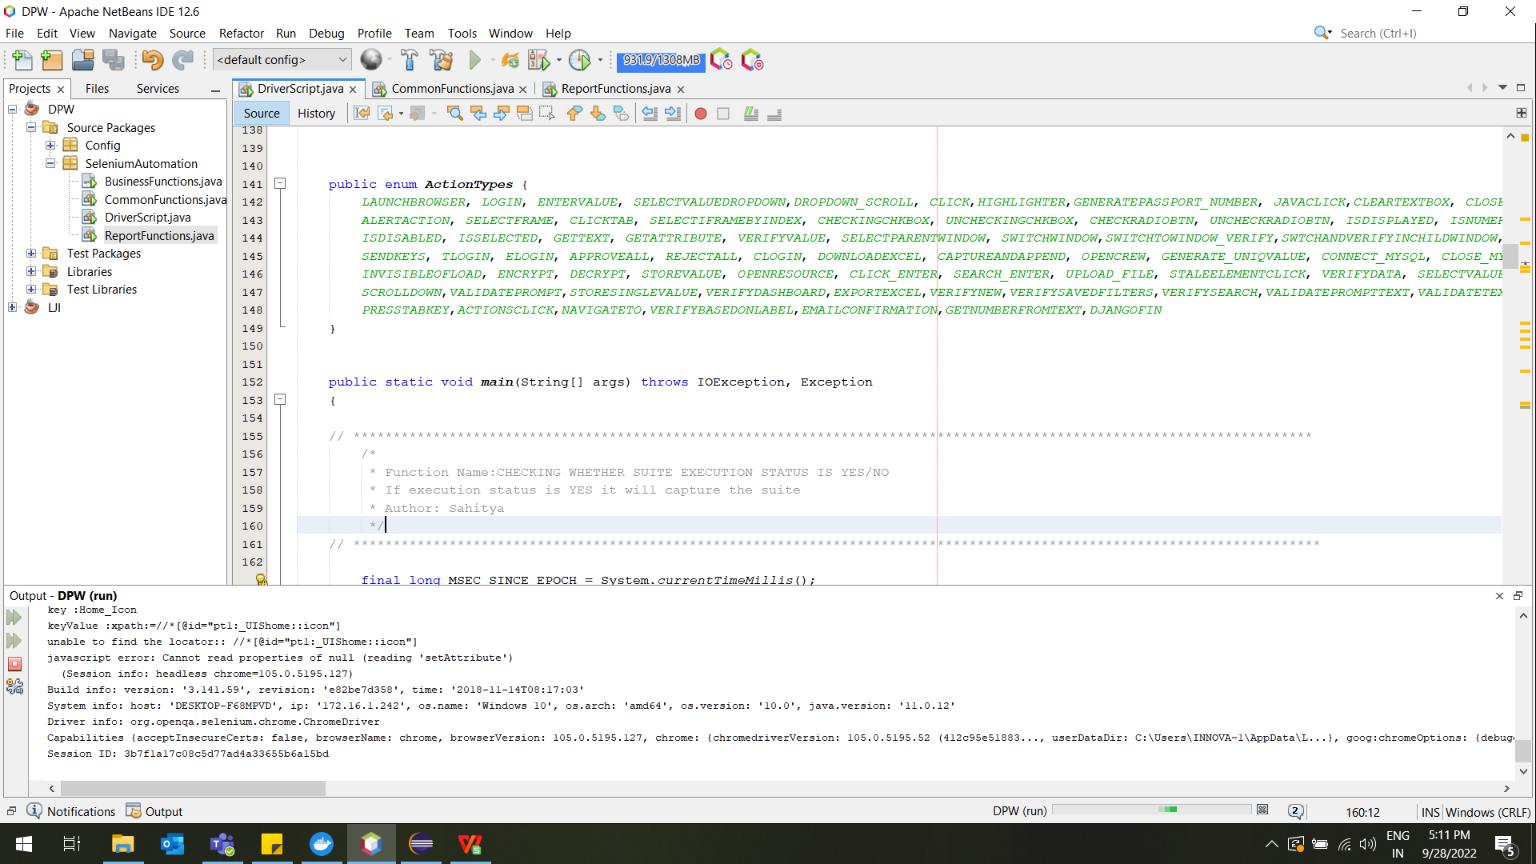 DPW - Apache NetBeans IDE 12.6
File Edit View Navigate Source Refactor Run Debug Profile Team Tools Window Help
Search (Ctrl+I)
<default config>
931.9/1308MB
Projects Files Services
DriverScript.java CommonFunctions.java ReportFunctions.java
Source History
DPW
Source Packages
Config
SeleniumAutomation
BusinessFunctions.java
CommonFunctions.java
DriverScript.java
ReportFunctions.java
Test Packages
Libraries
Test Libraries
IJI
138
139
140
141 public enum ActionTypes {
142 LAUNCHBROWSER, LOGIN, ENTERVALUE, SELECTVALUEDROPDOWN,DROPDOWN_SCROLL, CLICK,HIGHLIGHTER,GENERATEPASSPORT_NUMBER, JAVACLICK,CLEARTEXTBOX, CLOSE
143 ALERTACTION, SELECTFRAME, CLICKTAB, SELECTIFRAMEBYINDEX, CHECKINGCHKBOX, UNCHECKINGCHKBOX, CHECKRADIOBTN, UNCHECKRADIOBTN, ISDISPLAYED, ISNUMER
144 ISDISABLED, ISSELECTED, GETTEXT, GETATTRIBUTE, VERIFYVALUE, SELECTPARENTWINDOW, SWITCHWINDOW,SWITCHTOWINDOW_VERIFY,SWTCHANDVERIFYINCHILDWINDOW,
145 SENDKEYS, TLOGIN, ELOGIN, APPROVEALL, REJECTALL, CLOGIN, DOWNLOADEXCEL, CAPTUREANDAPPEND, OPENCREW, GENERATE_UNIQVALUE, CONNECT_MYSQL, CLOSE_MY
146 INVISIBLEOFLOAD, ENCRYPT, DECRYPT, STOREVALUE, OPENRESOURCE, CLICK_ENTER, SEARCH_ENTER, UPLOAD_FILE, STALEELEMENTCLICK, VERIFYDATA, SELECTVALUE
147 SCROLLDOWN,VALIDATEPROMPT,STORESINGLEVALUE,VERIFYDASHBOARD,EXPORTEXCEL,VERIFYNEW,VERIFYSAVEDFILTERS,VERIFYSEARCH,VALIDATEPROMPTTEXT,VALIDATETEX
148 PRESSTABKEY,ACTIONSCLICK,NAVIGATETO,VERIFYBASEDONLABEL,EMAILCONFIRMATION,GETNUMBERFROMTEXT,DJANGOFIN
149 }
150
151
152 public static void main(String[] args) throws IOException, Exception
153 {
154
155 // ************************************************************************************************************************
156 /*
157 * Function Name:CHECKING WHETHER SUITE EXECUTION STATUS IS YES/NO
158 * If execution status is YES it will capture the suite
159 * Author: Sahitya
160 */
161 // *************************************************************************************************************************
162
final long MSEC_SINCE_EPOCH = System.currentTimeMillis();
Output - DPW (run)
key :Home_Icon
keyValue :xpath:=//*[@id="pt1:_UIShome::icon"]
unable to find the locator:: //*[@id="pt1:_UIShome::icon"]
javascript error: Cannot read properties of null (reading 'setAttribute')
(Session info: headless chrome=105.0.5195.127)
Build info: version: '3.141.59', revision: 'e82be7d358', time: '2018-11-14T08:17:03'
System info: host: 'DESKTOP-F68MPVD', ip: '172.16.1.242', os.name: 'Windows 10', os.arch: 'amd64', os.version: '10.0', java.version: '11.0.12'
Driver info: org.openqa.selenium.chrome.ChromeDriver
Capabilities {acceptInsecureCerts: false, browserName: chrome, browserVersion: 105.0.5195.127, chrome: {chromedriverVersion: 105.0.5195.52 (412c95e51883..., userDataDir: C:\Users\INNOVA~1\AppData\L...}, goog:chromeOptions: {debug
Session ID: 3b7f1a17c08c5d77ad4a33655b6a15bd
Notifications Output
DPW (run)
2
160:12 INS Windows (CRLF)
ENG
IN
5:11 PM
9/28/2022
5